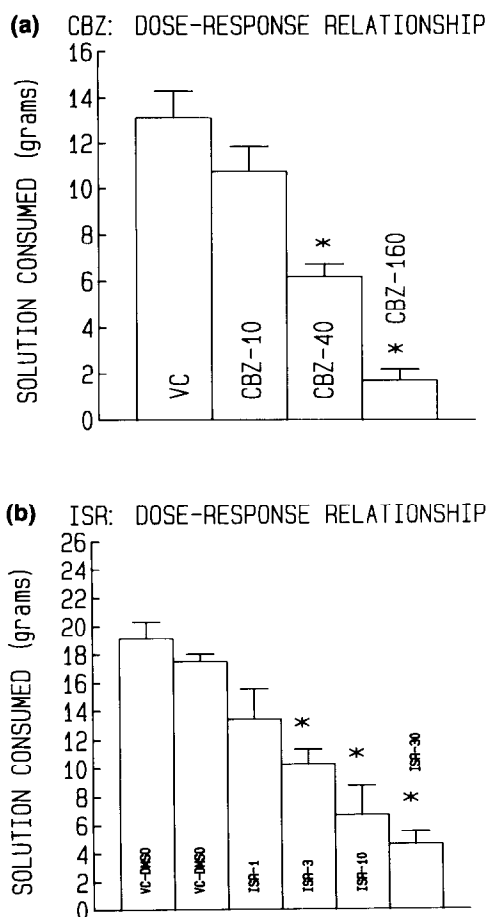 (a) CBZ: DOSE-RESPONSE RELATIONSHIP
SOLUTION CONSUMED (grams)
16
14
12
10
8
6
4
2
0
VC
CBZ-10
CBZ-40
*
CBZ-160
*
(b) ISR: DOSE-RESPONSE RELATIONSHIP
SOLUTION CONSUMED (grams)
26
24
22
20
18
16
14
12
10
8
6
4
2
0
VC-DMSO
VC-DMSO
ISR-1
ISR-3
*
ISR-10
*
ISR-30
*